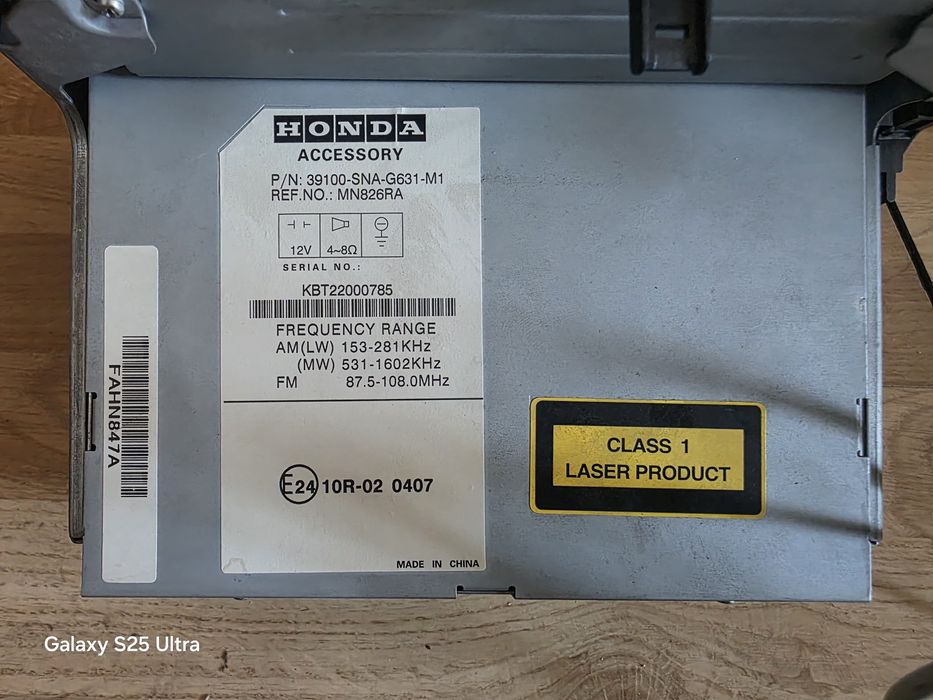 HONDA
ACCESSORY
P/N: 39100-SNA-G631-M1
REF.NO.: MN826RA
12V 4~8Ω
SERIAL NO.:
KBT22000785
FREQUENCY RANGE
AM(LW) 153-281KHz
(MW) 531-1602KHz
FM 87.5-108.0MHz
E24 10R-02 0407
MADE IN CHINA
FAHN847A
CLASS 1
LASER PRODUCT
Galaxy S25 Ultra